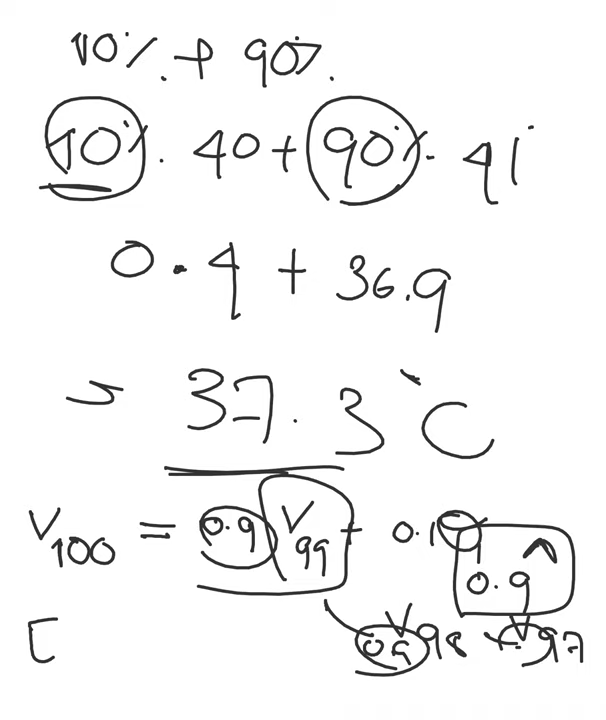 10% + 90%
10% . 40 + 90% . 41
0.4 + 36.9
= 37.3°C
V100 = 0.9 V99 + 0.1
0.9
0.9 V98 + V97
[